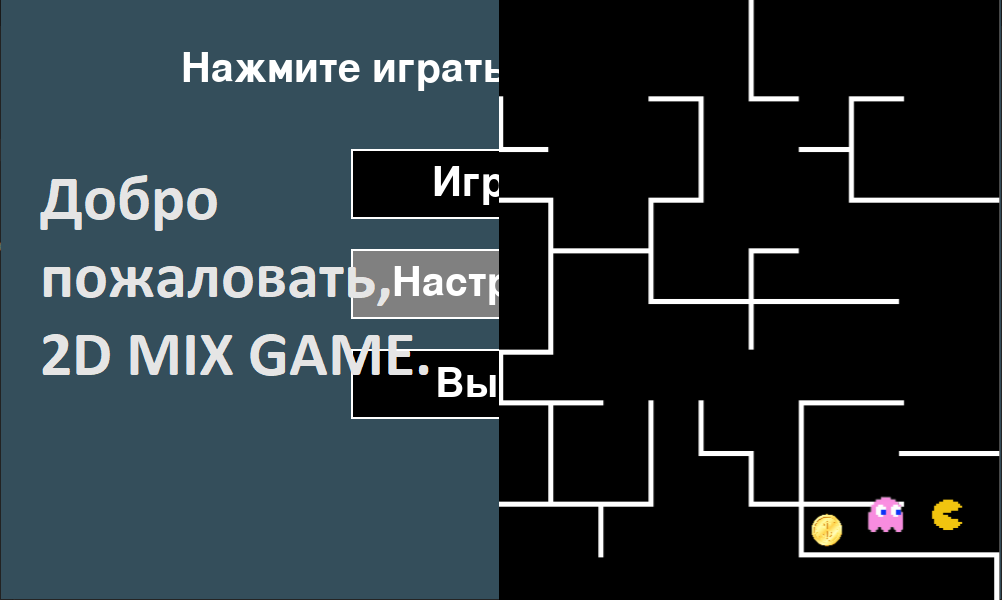 Нажмите играть
Игр
Добро
пожаловать,
Настр
2D MIX GAME.
Вы